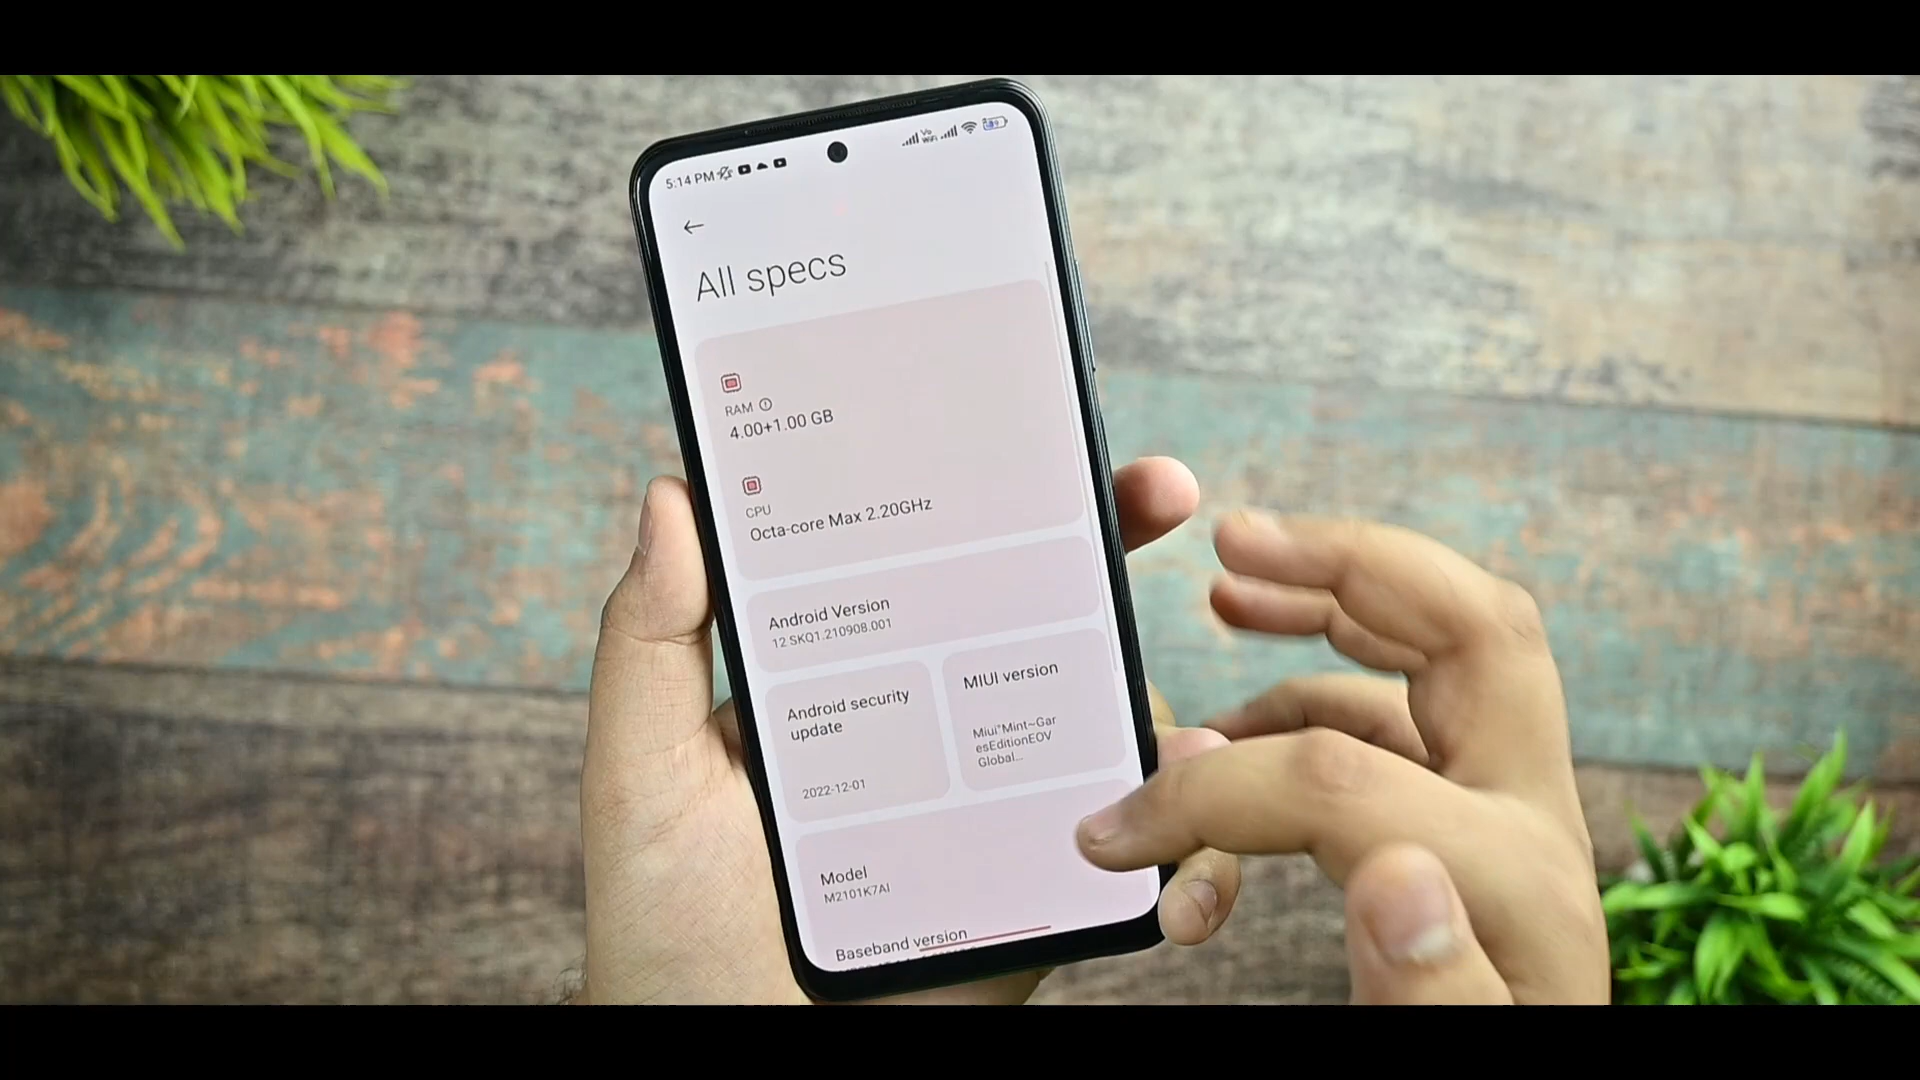 5:14 PM
Vo
WiFi
All specs
RAM
4.00+1.00 GB
CPU
Octa-core Max 2.20GHz
Android Version
12 SKQ1.210908.001
Android security
update
2022-12-01
MIUI version
Miui"Mint~Gar
esEditionEOV
Global...
Model
M2101K7AI
Baseband version